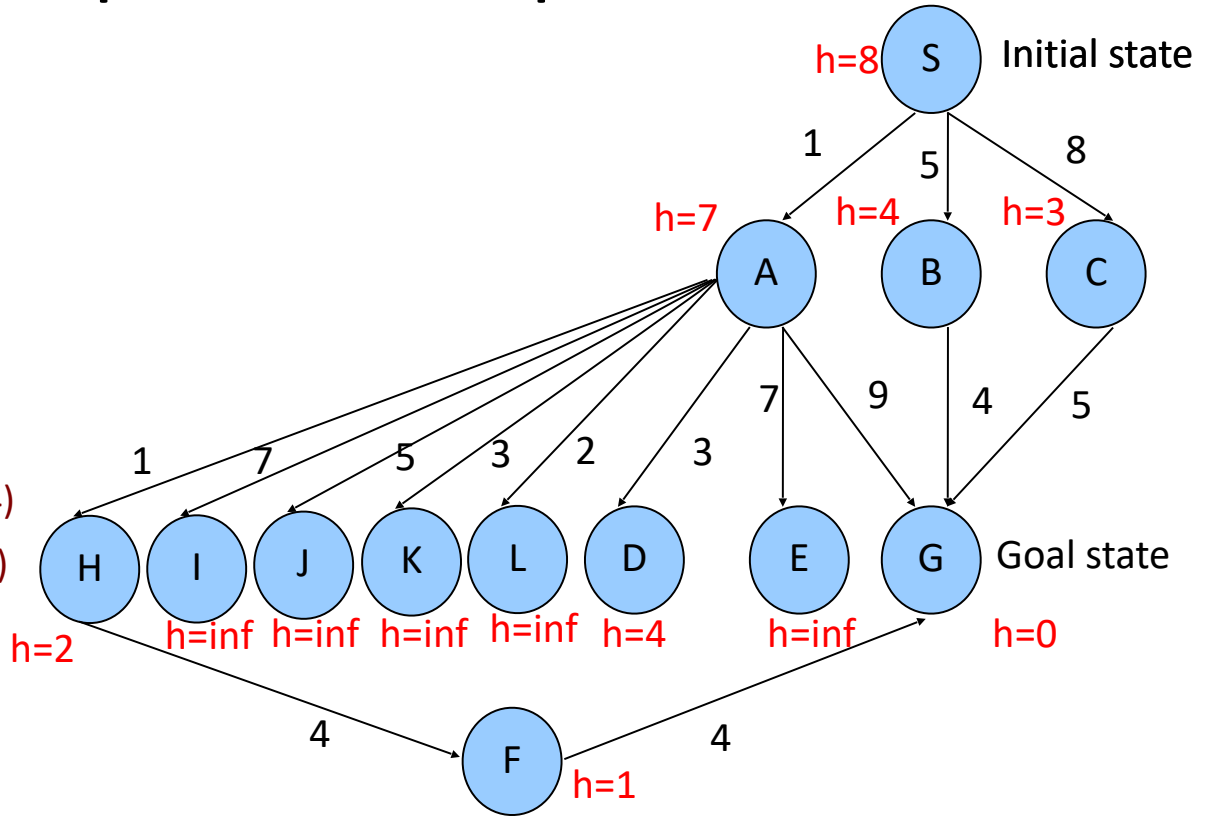 S Initial state
h=8
1 5 8
h=7 h=4 h=3
A B C
7 9 4 5
1 7 5 3 2 3
)
)
H I J K L D E G Goal state
h=2 h=inf h=inf h=inf h=inf h=4 h=inf h=0
4 4
F
h=1